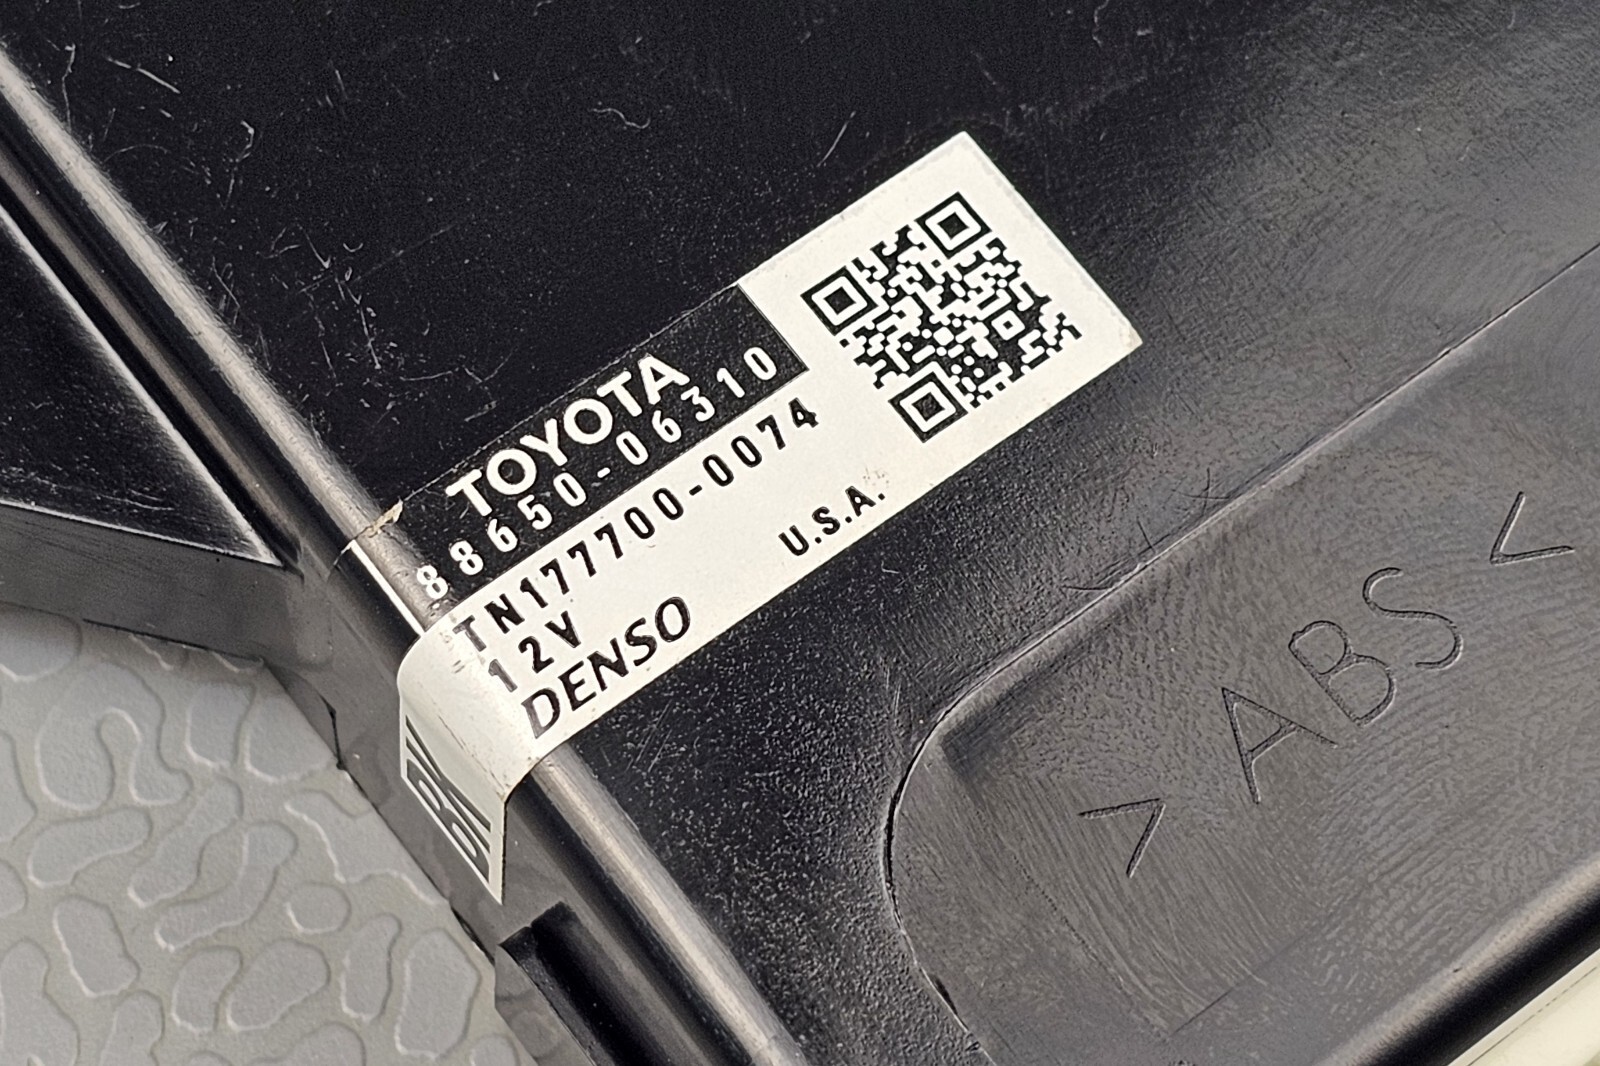 TOYOTA
88650-06310
TN177700-0074
12V
U.S.A.
DENSO
>ABS<